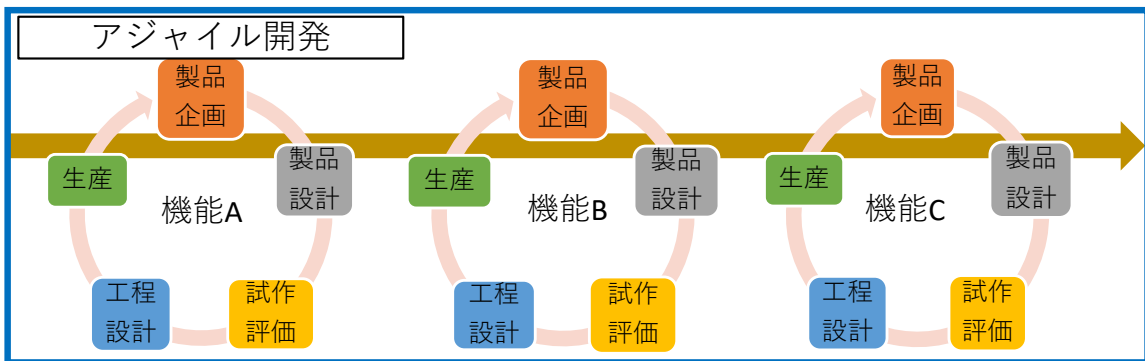 アジャイル開発
製品
企画
製品
設計
試作
評価
工程
設計
生産
機能A
製品
企画
製品
設計
試作
評価
工程
設計
生産
機能B
製品
企画
製品
設計
試作
評価
工程
設計
生産
機能C